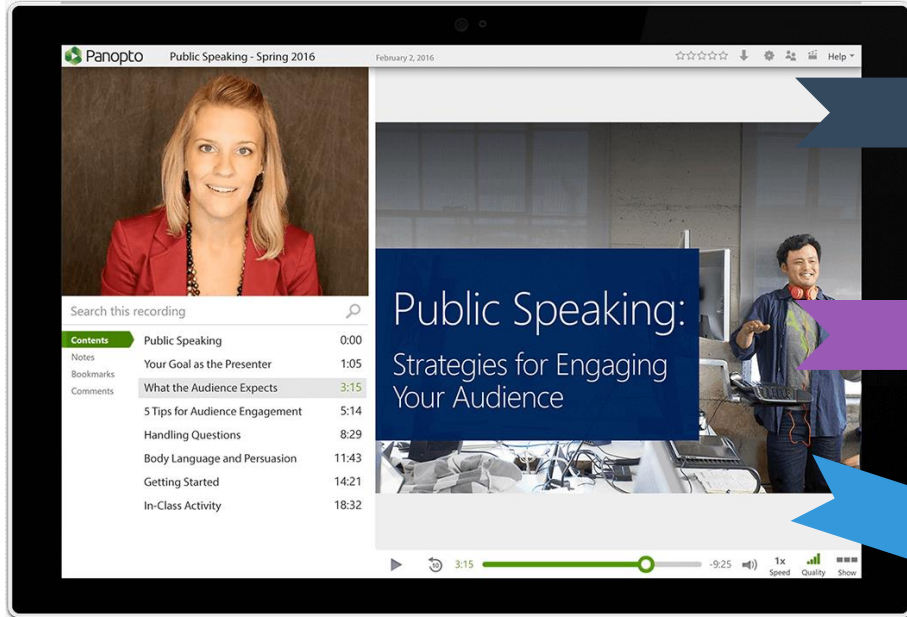 Panopto Public Speaking - Spring 2016 February 2, 2016 Help
Search this recording
Contents
Notes
Bookmarks
Comments
Public Speaking 0:00
Your Goal as the Presenter 1:05
What the Audience Expects 3:15
5 Tips for Audience Engagement 5:14
Handling Questions 8:29
Body Language and Persuasion 11:43
Getting Started 14:21
In-Class Activity 18:32
Public Speaking:
Strategies for Engaging
Your Audience
10 3:15 -9:25 1x
Speed Quality Show